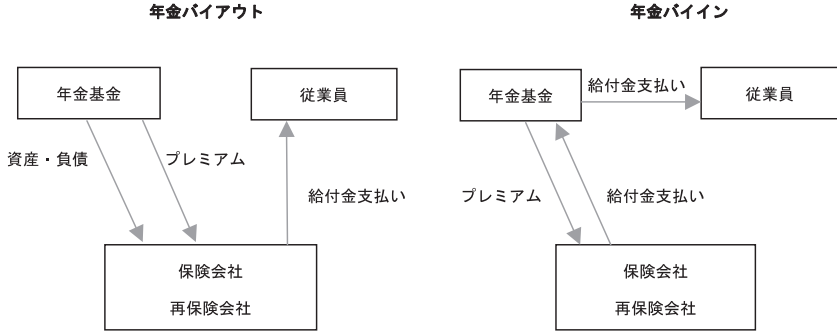 年金バイアウト
年金基金
従業員
資産・負債
プレミアム
給付金支払い
保険会社
再保険会社
年金バイイン
年金基金
給付金支払い
従業員
プレミアム
給付金支払い
保険会社
再保険会社